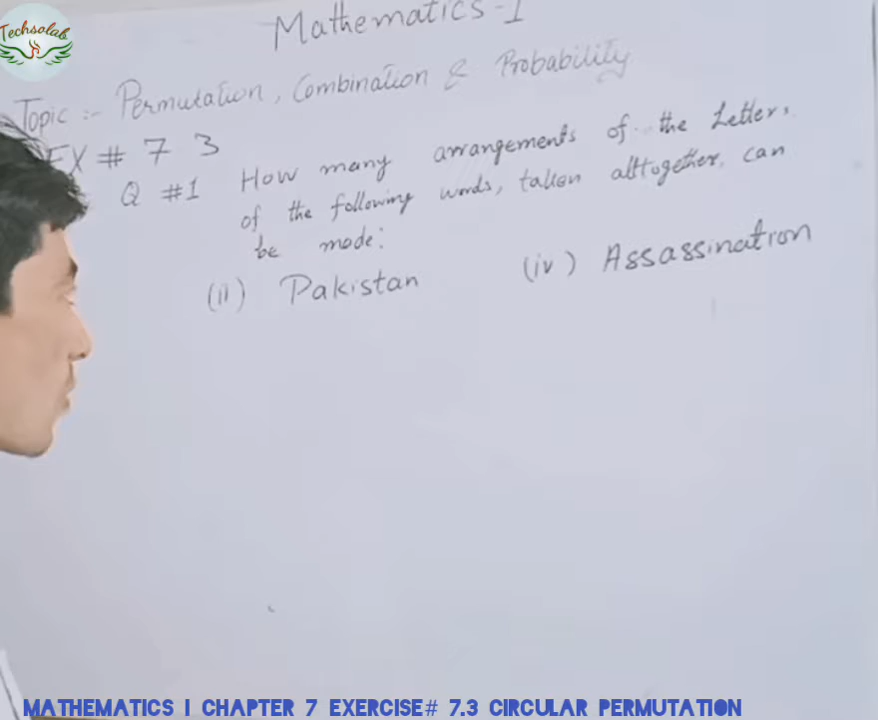 Techsolab
Mathematics-I
Topic :- Permutation, Combination & Probability
EX # 7 3
Q #1 How many arrangements of the Letters
of the following words, taken alltogether, can
be made:
(ii) Pakistan (iv) Assassination
MATHEMATICS I CHAPTER 7 EXERCISE# 7.3 CIRCULAR PERMUTATION